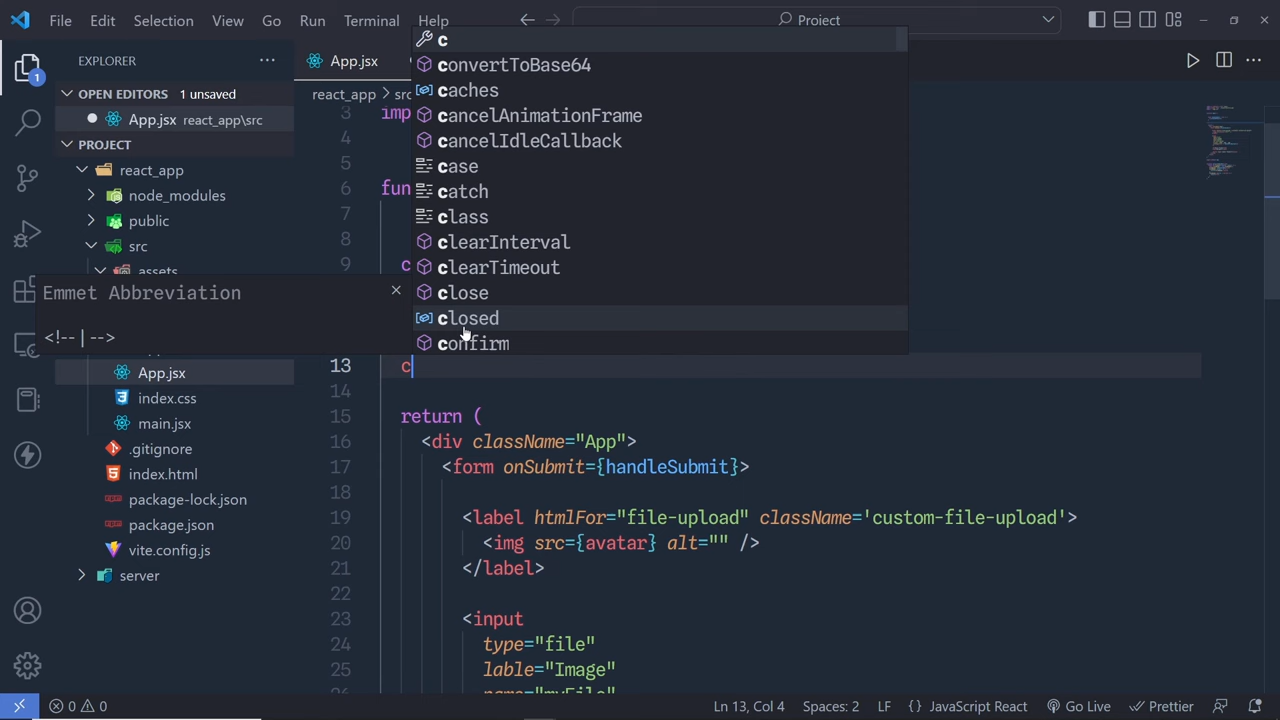 File Edit Selection View Go Run Terminal Help
Project
EXPLORER
OPEN EDITORS 1 unsaved
App.jsx react_app\src
PROJECT
react_app
node_modules
public
src
assets
Emmet Abbreviation
<!--|-->
App.jsx
index.css
main.jsx
.gitignore
index.html
package-lock.json
package.json
vite.config.js
server
1
App.jsx
react_app
c
convertToBase64
caches
cancelAnimationFrame
cancelIdleCallback
case
catch
class
clearInterval
clearTimeout
close
closed
confirm
3 imp
4
5
6 fun
7
8
9 c
13 c
14
15 return (
16 <div className="App">
17 <form onSubmit={handleSubmit}>
18
19 <label htmlFor="file-upload" className='custom-file-upload'>
20 <img src={avatar} alt="" />
21 </label>
22
23 <input
24 type="file"
25 lable="Image"
0 0
Ln 13, Col 4 Spaces: 2 LF {} JavaScript React Go Live Prettier